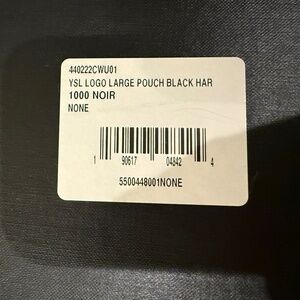 440222CWU01
YSL LOGO LARGE POUCH BLACK HAR
1000 NOIR
NONE
1 90617 04842 4
5500448001NONE